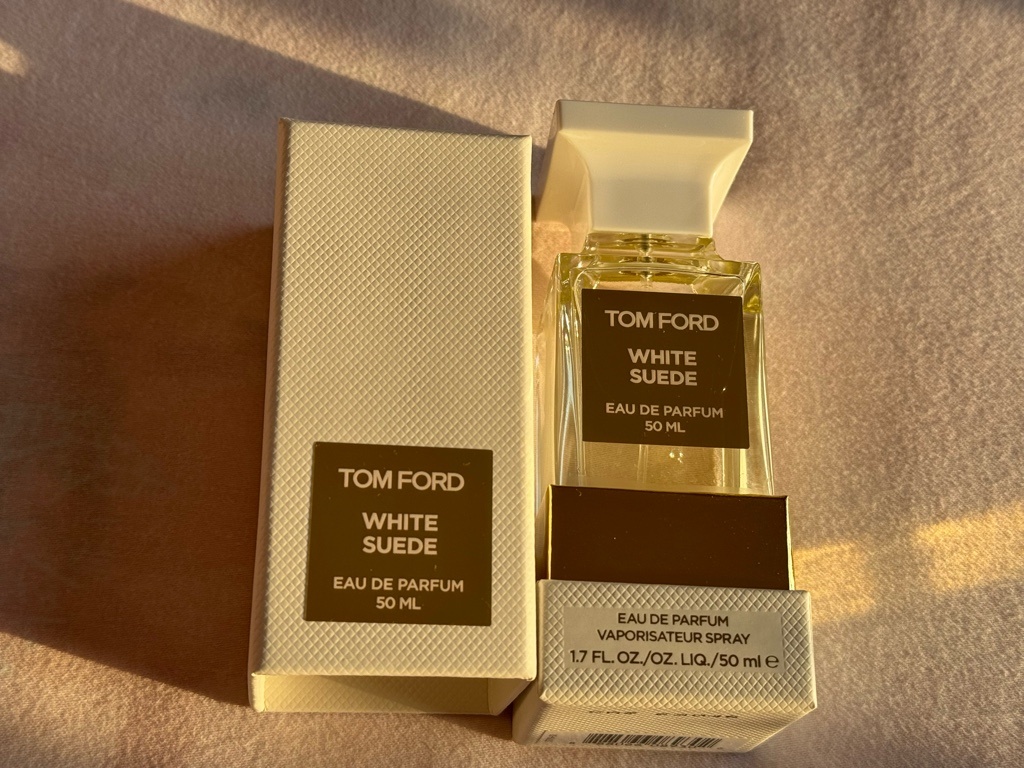 TOM FORD
WHITE
SUEDE
EAU DE PARFUM
50 ML
TOM FORD
WHITE
SUEDE
EAU DE PARFUM
50 ML
EAU DE PARFUM
VAPORISATEUR SPRAY
1.7 FL. OZ./OZ. LIQ./50 ml ℮